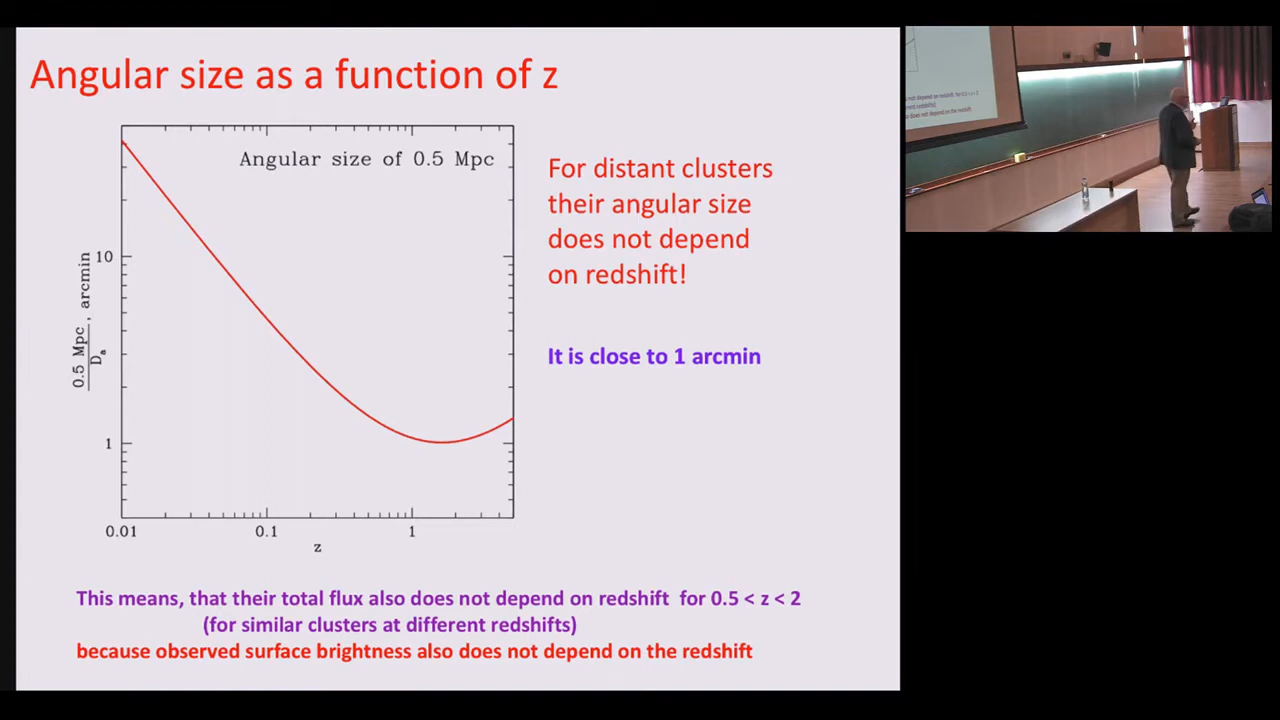 Angular size as a function of z
Angular size of 0.5 Mpc
For distant clusters
their angular size
does not depend
on redshift!
It is close to 1 arcmin
0.5 Mpc
Da
, arcmin
10
1
0.01
0.1
1
z
This means, that their total flux also does not depend on redshift for 0.5 < z < 2
(for similar clusters at different redshifts)
because observed surface brightness also does not depend on the redshift